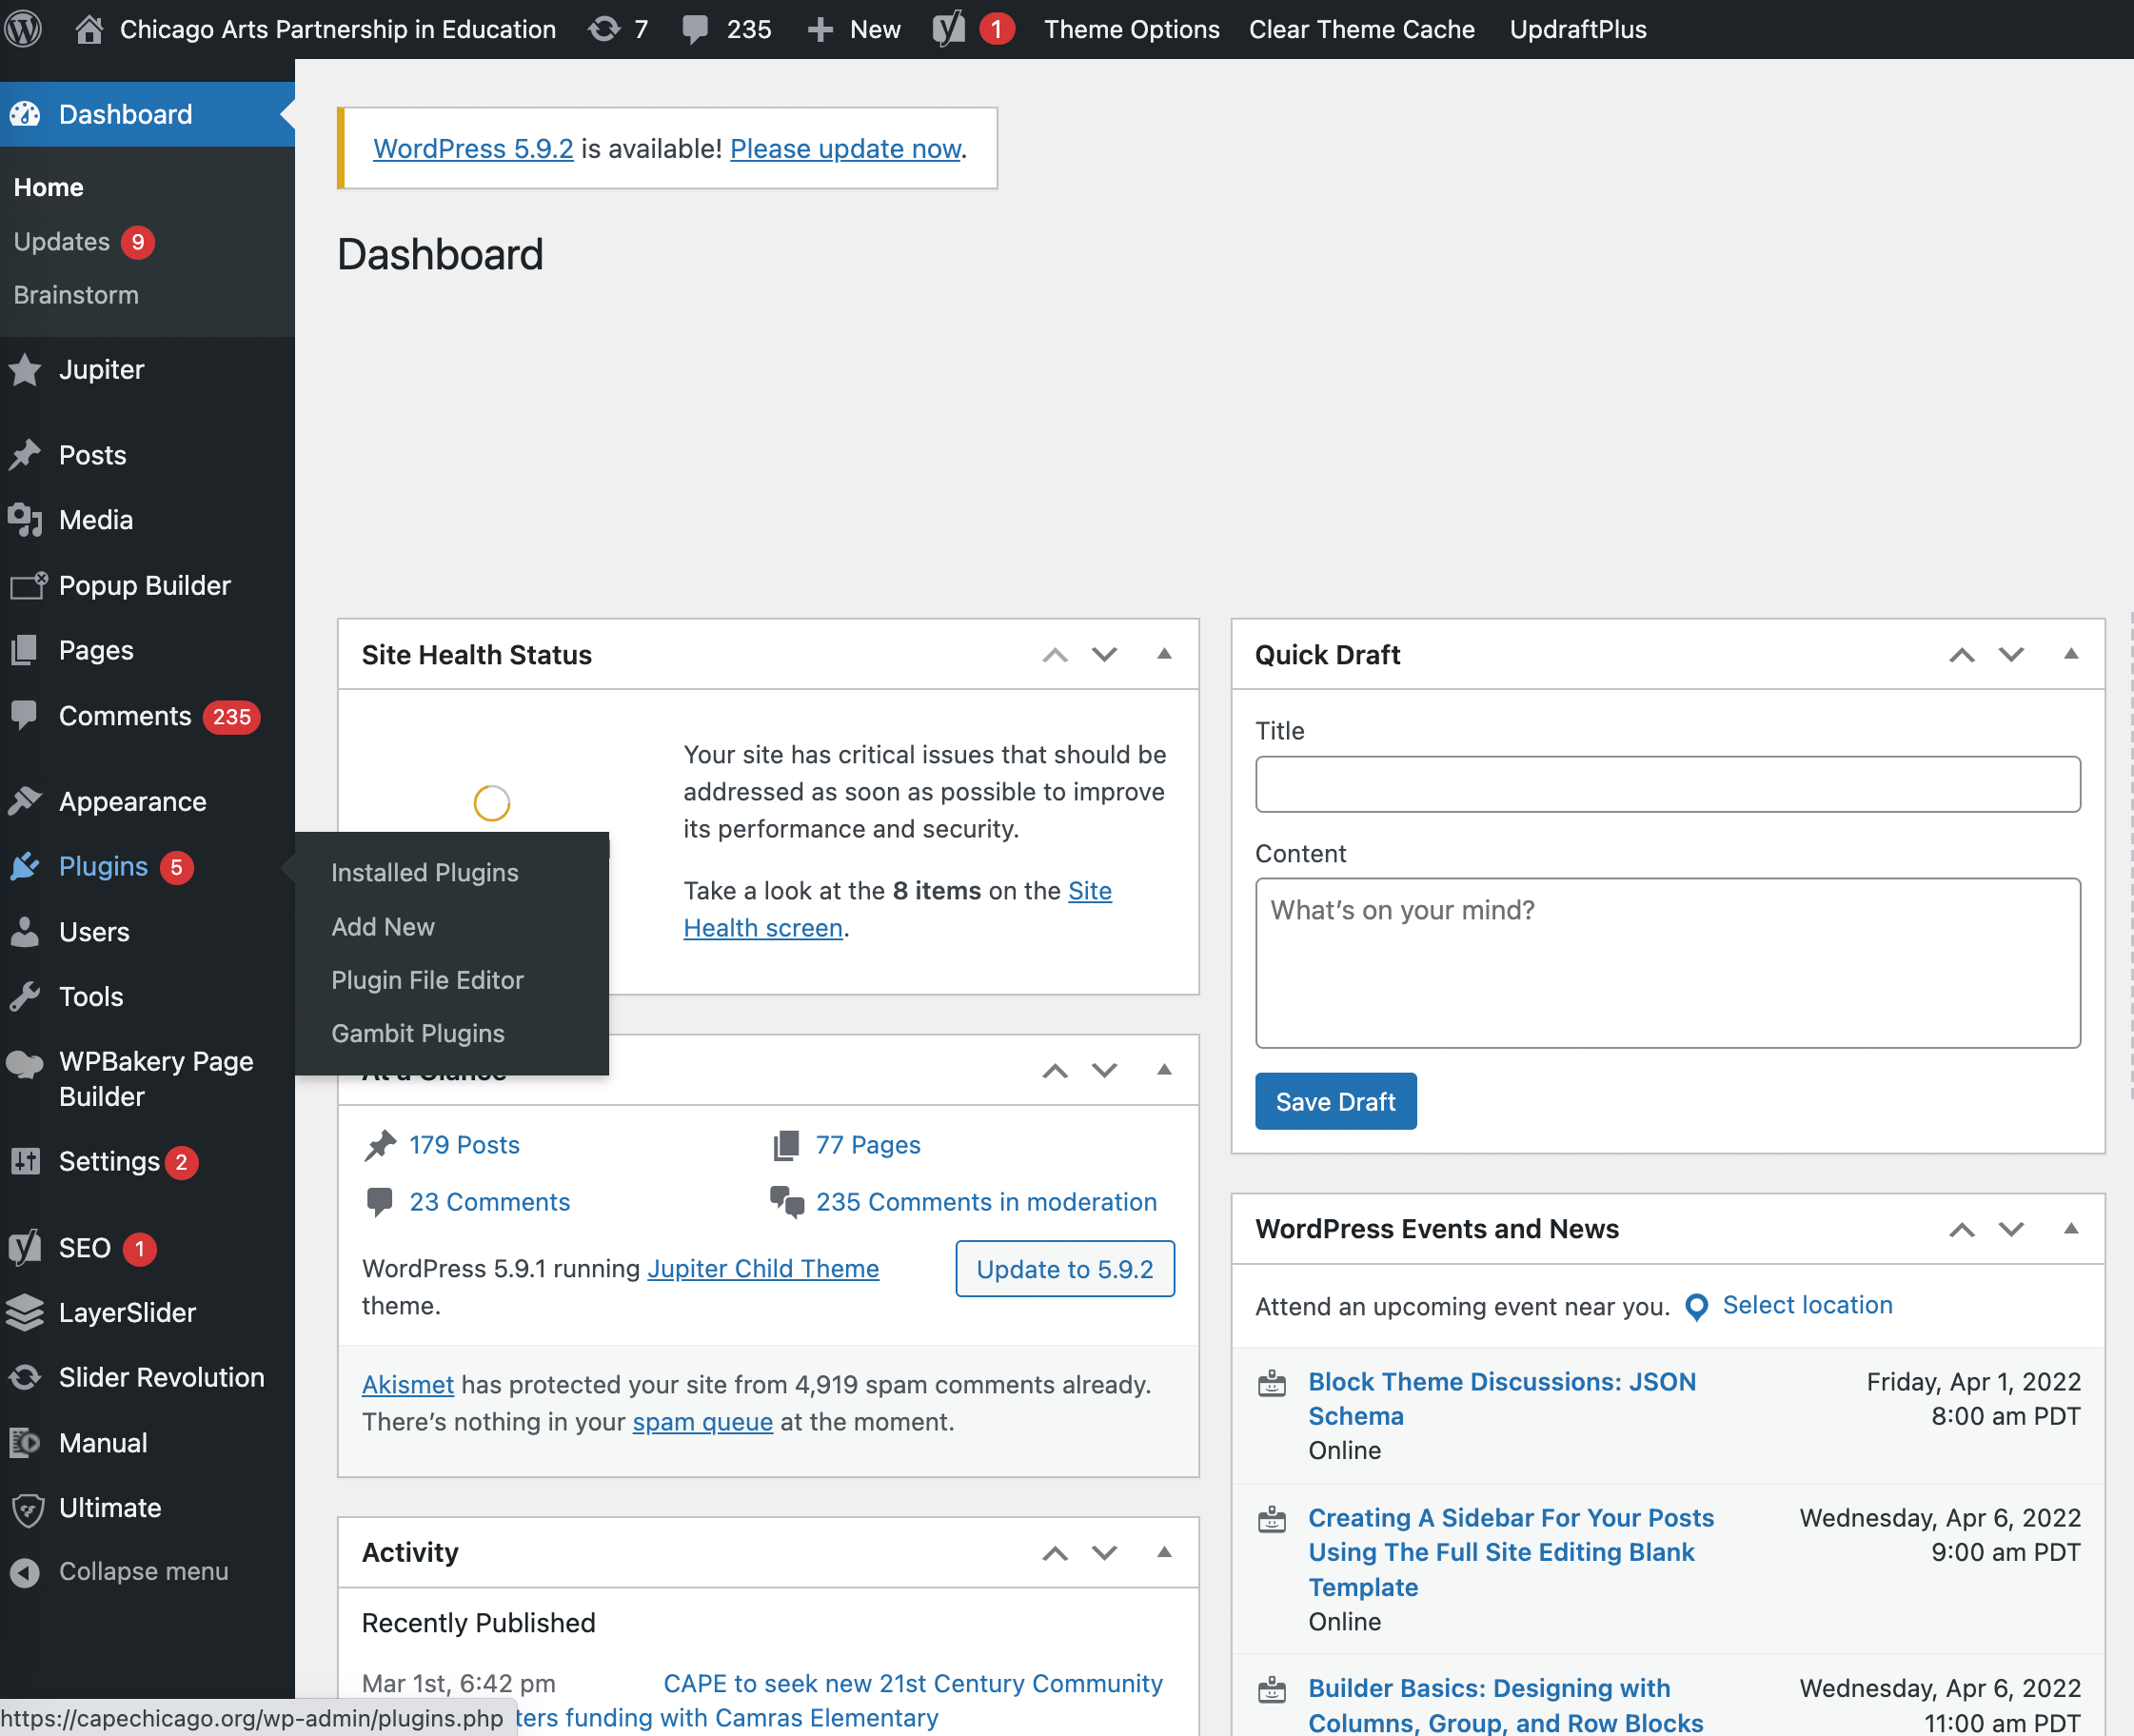 Chicago Arts Partnership in Education 7 235 New 1 Theme Options Clear Theme Cache UpdraftPlus
Dashboard
Home
Updates 9
Brainstorm
Jupiter
Posts
Media
Popup Builder
Pages
Comments 235
Appearance
Plugins 5
Users
Tools
WPBakery Page
Builder
Settings 2
SEO 1
LayerSlider
Slider Revolution
Manual
Ultimate
Collapse menu
Installed Plugins
Add New
Plugin File Editor
Gambit Plugins
WordPress 5.9.2 is available! Please update now.
Dashboard
Site Health Status
Your site has critical issues that should be
addressed as soon as possible to improve
its performance and security.
Take a look at the 8 items on the Site
Health screen.
At a Glance
179 Posts
77 Pages
23 Comments
235 Comments in moderation
WordPress 5.9.1 running Jupiter Child Theme
theme.
Update to 5.9.2
Akismet has protected your site from 4,919 spam comments already.
There's nothing in your spam queue at the moment.
Activity
Recently Published
Mar 1st, 6:42 pm
CAPE to seek new 21st Century Community
ters funding with Camras Elementary
Quick Draft
Title
Content
What's on your mind?
Save Draft
WordPress Events and News
Attend an upcoming event near you. Select location
Block Theme Discussions: JSON
Schema
Online
Friday, Apr 1, 2022
8:00 am PDT
Creating A Sidebar For Your Posts
Using The Full Site Editing Blank
Template
Online
Wednesday, Apr 6, 2022
9:00 am PDT
Builder Basics: Designing with
Columns, Group, and Row Blocks
Wednesday, Apr 6, 2022
11:00 am PDT
https://capechicago.org/wp-admin/plugins.php